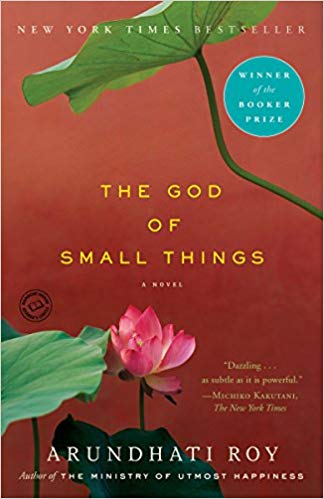 NEW YORK TIMES BESTSELLER
WINNER
of the
BOOKER
PRIZE
THE GOD
OF
SMALL THINGS
A NOVEL
"Dazzling . . .
as subtle as it is powerful."
—MICHIKO KAKUTANI,
The New York Times
ARUNDHATI ROY
Author of THE MINISTRY OF UTMOST HAPPINESS